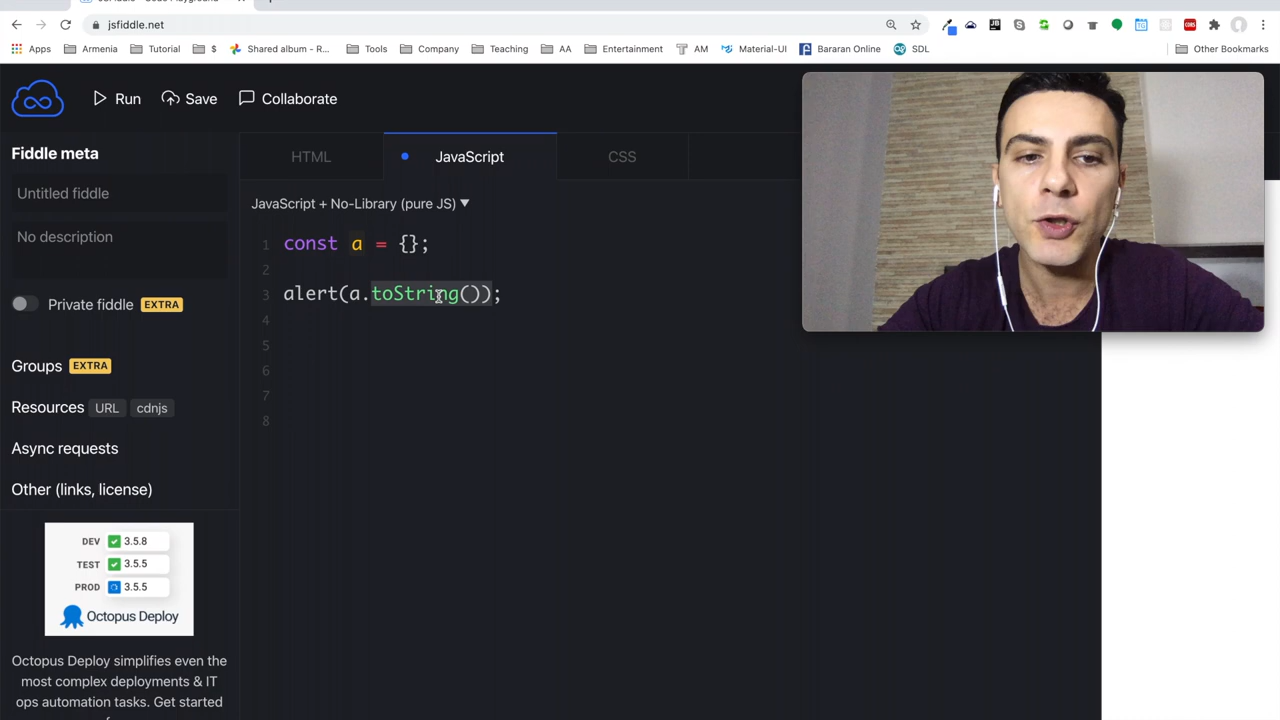 jsfiddle.net
Apps
Armenia
Tutorial
$
Shared album - R...
Tools
Company
Teaching
AA
Entertainment
AM
Material-UI
Bararan Online
SDL
Other Bookmarks
Run
Save
Collaborate
Fiddle meta
Untitled fiddle
No description
Private fiddle EXTRA
Groups EXTRA
Resources URL cdnjs
Async requests
Other (links, license)
DEV 3.5.8
TEST 3.5.5
PROD 3.5.5
Octopus Deploy
Octopus Deploy simplifies even the
most complex deployments & IT
ops automation tasks. Get started
HTML
JavaScript
CSS
JavaScript + No-Library (pure JS) ▼
1 const a = {};
2
3 alert(a.toString());
4
5
6
7
8